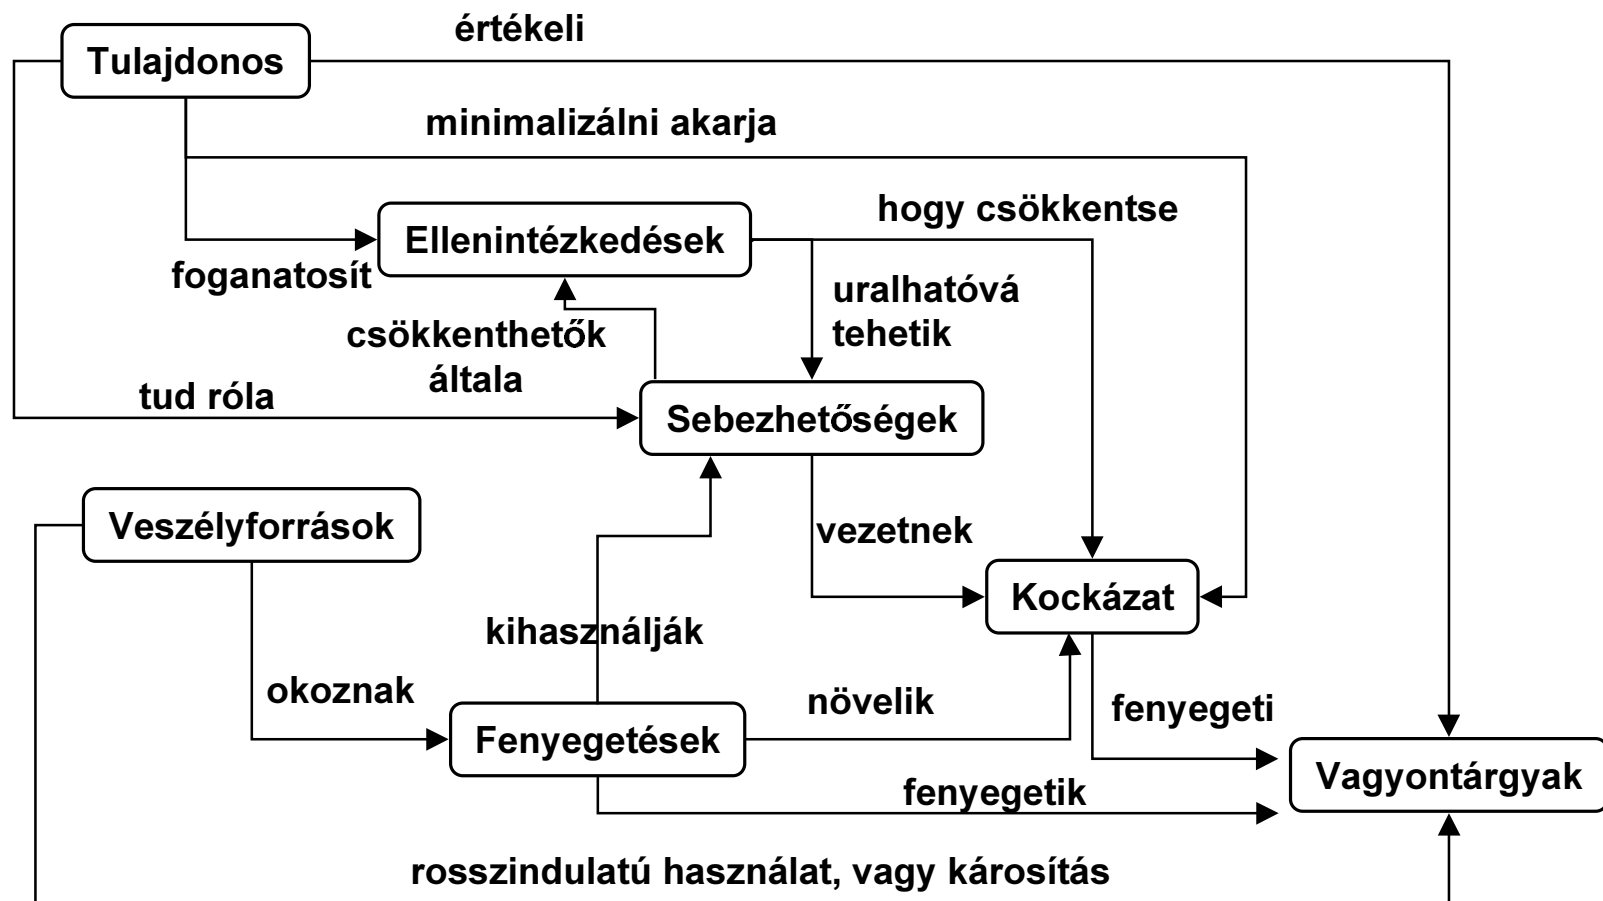 értékeli
Tulajdonos
minimalizálni akarja
hogy csökkentse
Ellenintézkedések
foganatosít
uralhatóvá
tehetik
csökkenthetők
általa
tud róla
Sebezhetőségek
Veszélyforrások
vezetnek
Kockázat
kihasználják
okoznak
növelik
fenyegeti
Fenyegetések
Vagyontárgyak
fenyegetik
rosszindulatú használat, vagy károsítás